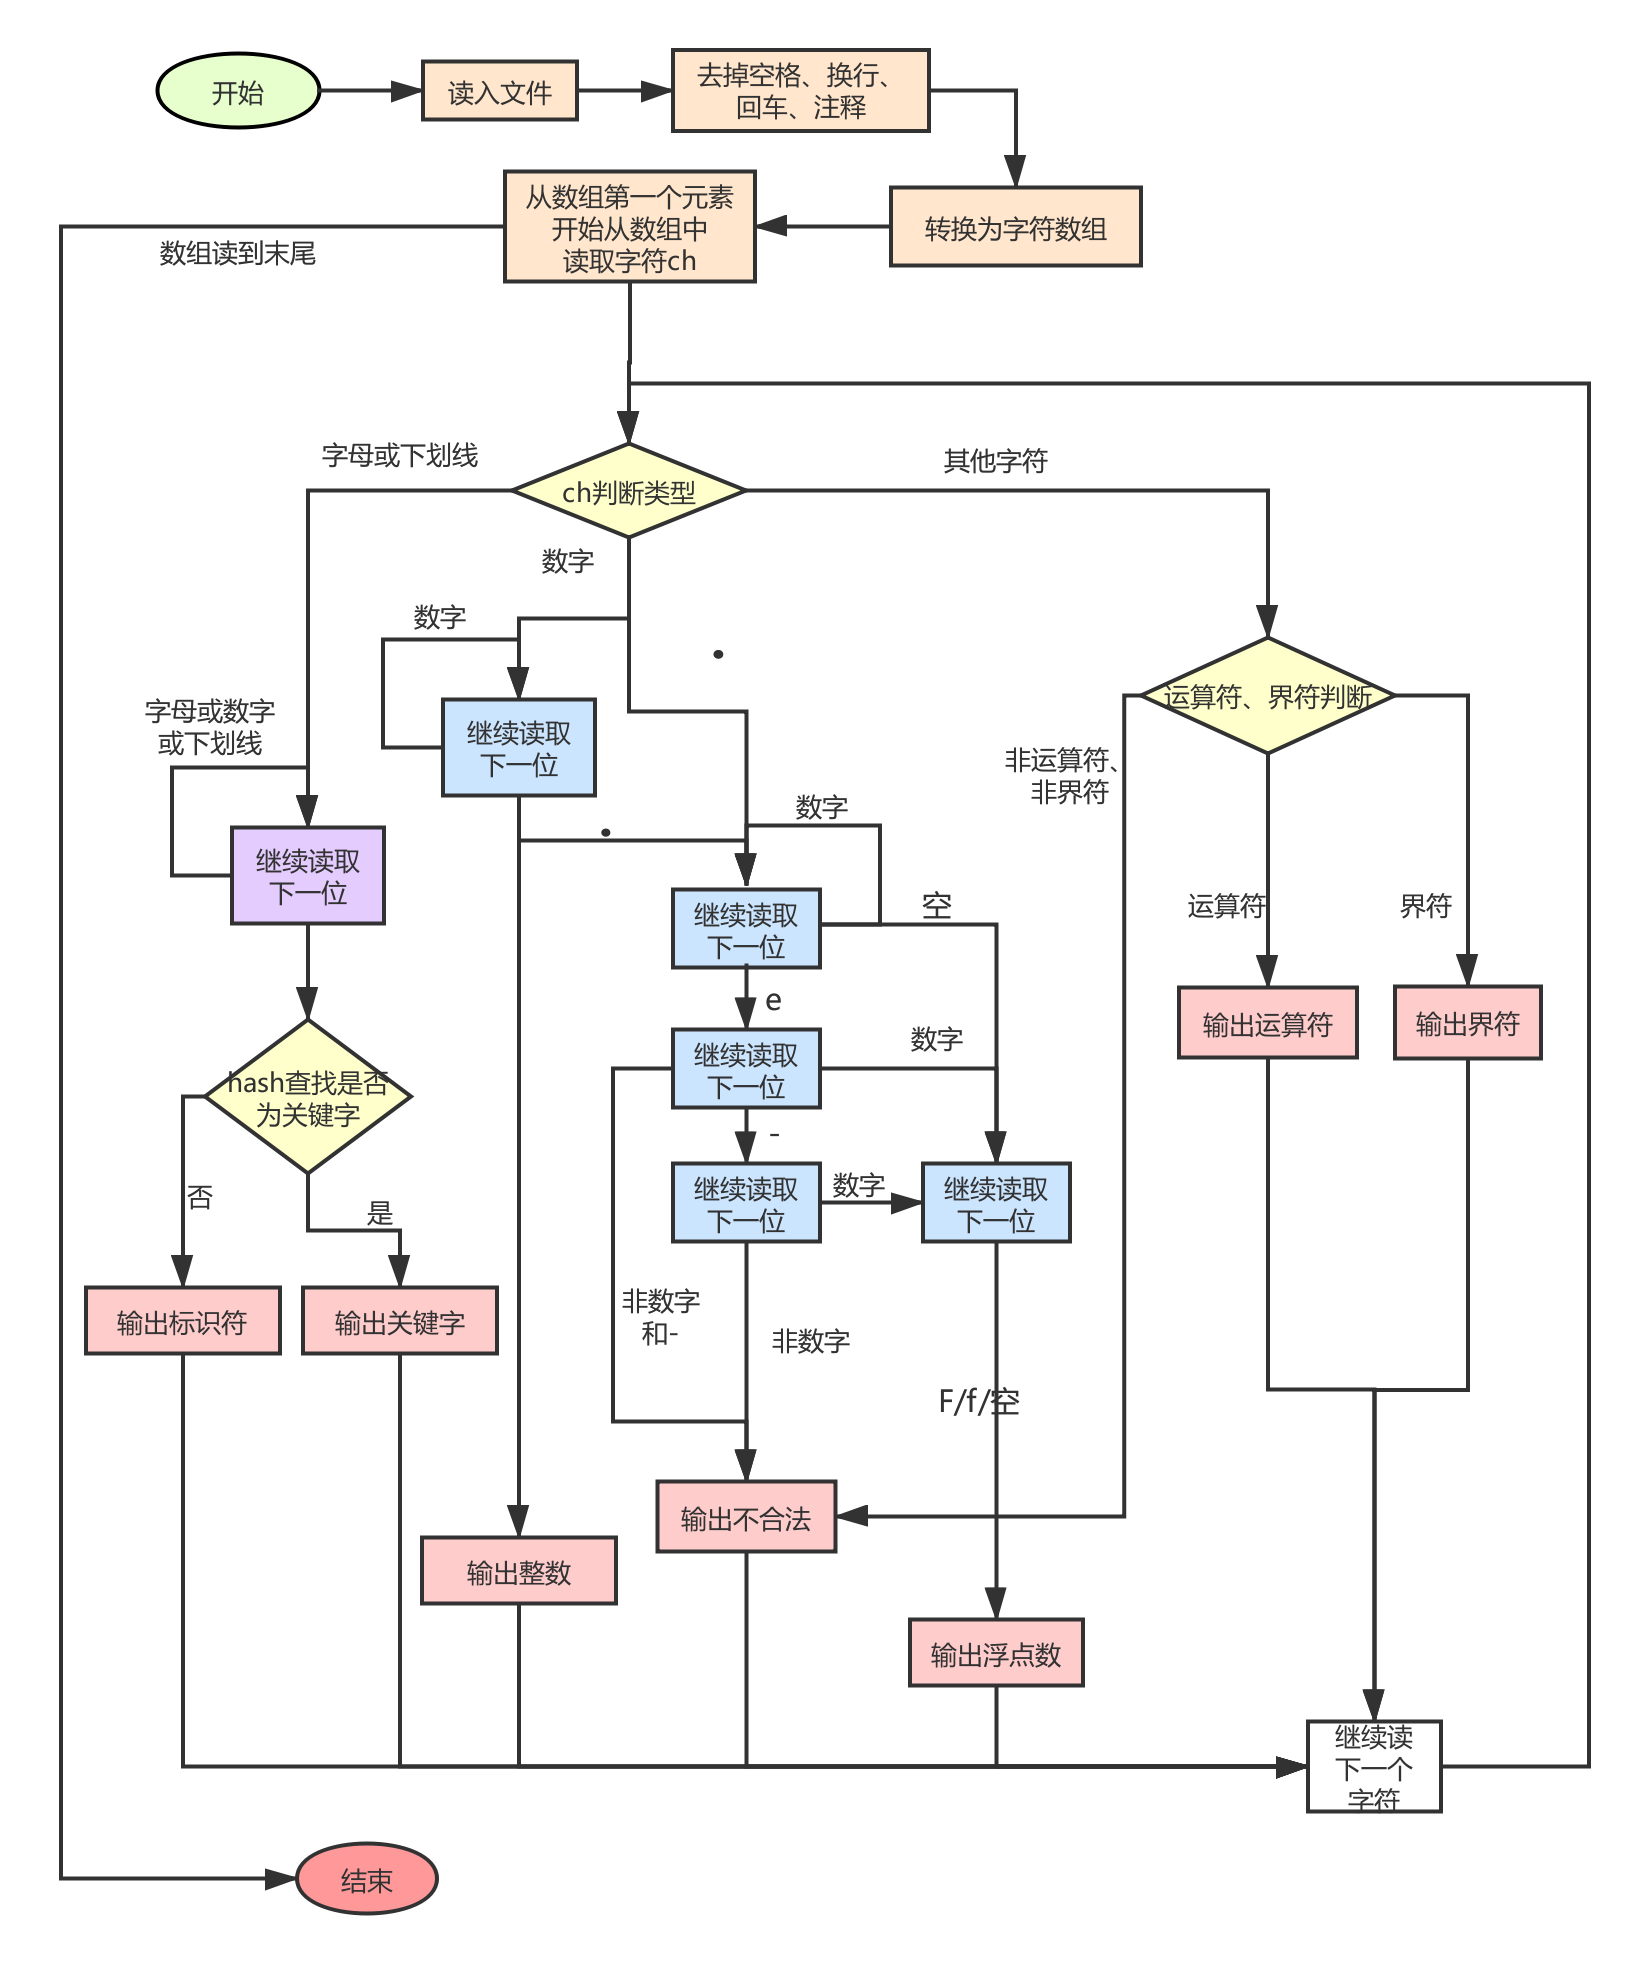 开始
读入文件
去掉空格、换行、
回车、注释
从数组第一个元素
开始从数组中
读取字符ch
转换为字符数组
数组读到末尾
字母或下划线
ch判断类型
其他字符
数字
数字
.
字母或数字
或下划线
继续读取
下一位
运算符、界符判断
非运算符、
非界符
数字
.
继续读取
下一位
继续读取
下一位
空
运算符
界符
e
输出运算符
输出界符
继续读取
下一位
数字
hash查找是否
为关键字
-
继续读取
下一位
数字
继续读取
下一位
否
是
输出标识符
输出关键字
非数字
和-
非数字
F/f/空
输出不合法
输出整数
输出浮点数
继续读
下一个
字符
结束